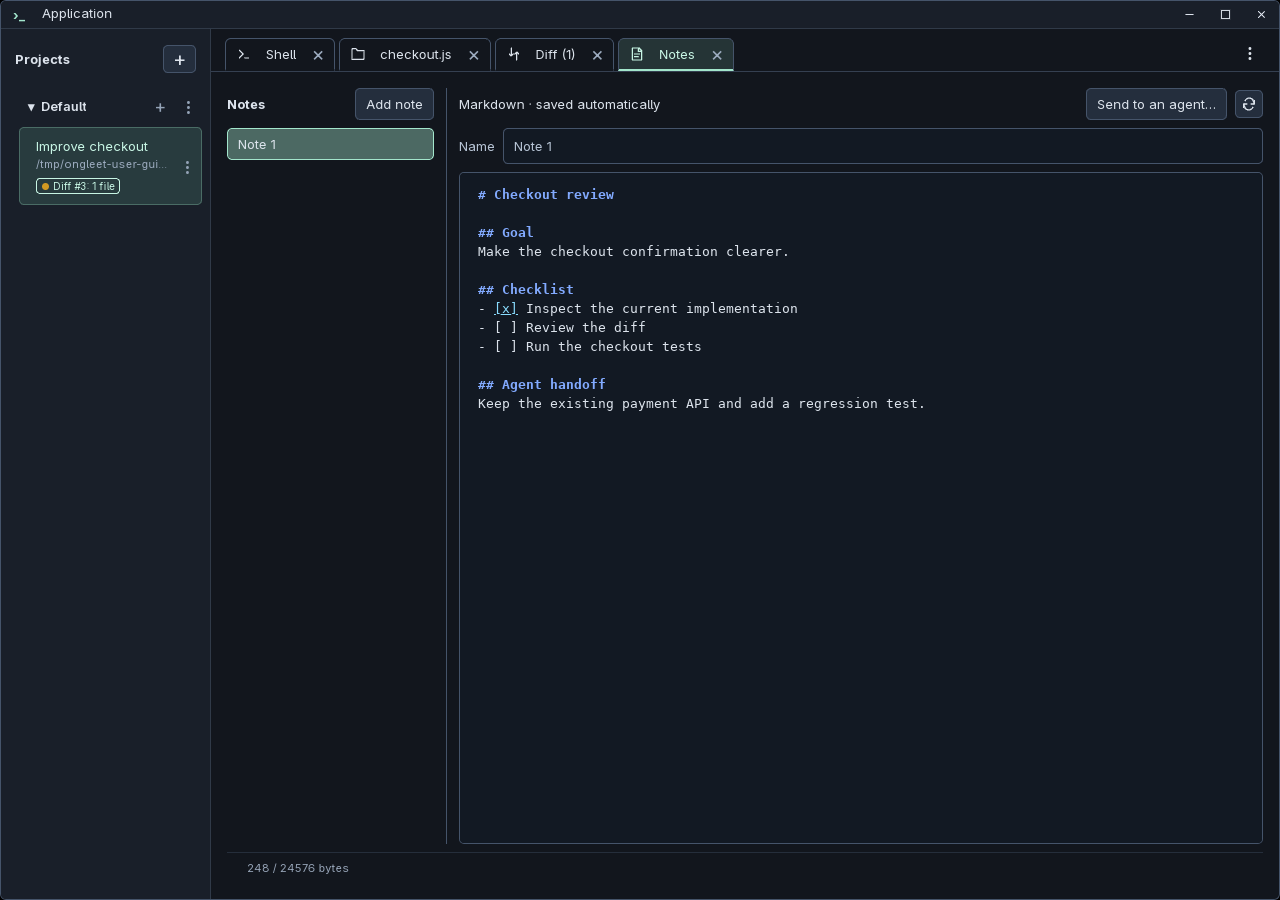 Application
Projects
+
Shell
checkout.js
Diff (1)
Notes
▼ Default
+
Improve checkout
/tmp/ongleet-user-gui...
Diff #3: 1 file
Notes
Add note
Note 1
Markdown · saved automatically
Send to an agent...
Name
Note 1
# Checkout review
## Goal
Make the checkout confirmation clearer.
## Checklist
- [x] Inspect the current implementation
- [ ] Review the diff
- [ ] Run the checkout tests
## Agent handoff
Keep the existing payment API and add a regression test.
248 / 24576 bytes